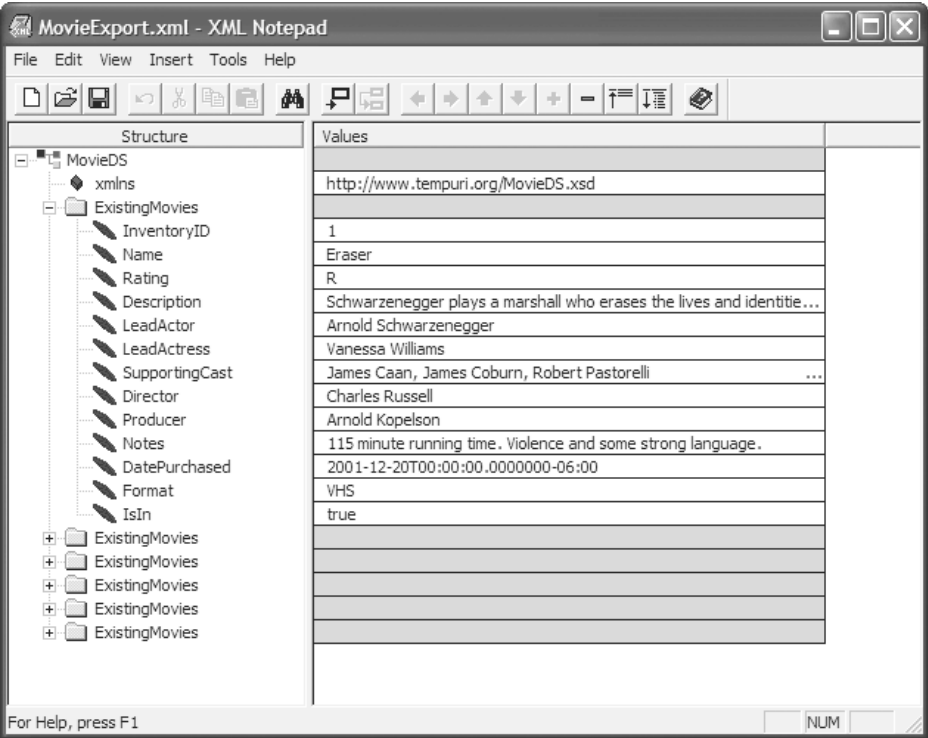 MovieExport.xml - XML Notepad
File Edit View Insert Tools Help
Structure Values
MovieDS
xmlns http://www.tempuri.org/MovieDS.xsd
ExistingMovies
InventoryID 1
Name Eraser
Rating R
Description Schwarzenegger plays a marshall who erases the lives and identitie...
LeadActor Arnold Schwarzenegger
LeadActress Vanessa Williams
SupportingCast James Caan, James Coburn, Robert Pastorelli ...
Director Charles Russell
Producer Arnold Kopelson
Notes 115 minute running time. Violence and some strong language.
DatePurchased 2001-12-20T00:00:00.0000000-06:00
Format VHS
IsIn true
ExistingMovies
ExistingMovies
ExistingMovies
ExistingMovies
ExistingMovies
For Help, press F1 NUM